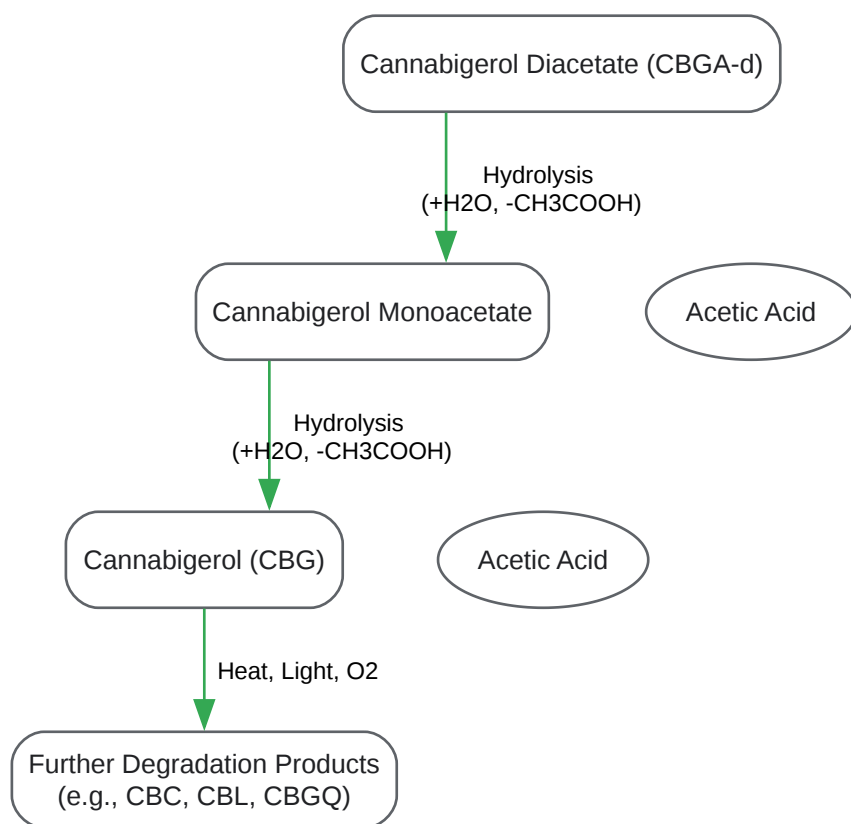 Cannabigerol Diacetate (CBGA-d)
Hydrolysis
(+H2O, -CH3COOH)
Cannabigerol Monoacetate
Acetic Acid
Hydrolysis
(+H2O, -CH3COOH)
Cannabigerol (CBG)
Acetic Acid
Heat, Light, O2
Further Degradation Products
(e.g., CBC, CBL, CBGQ)